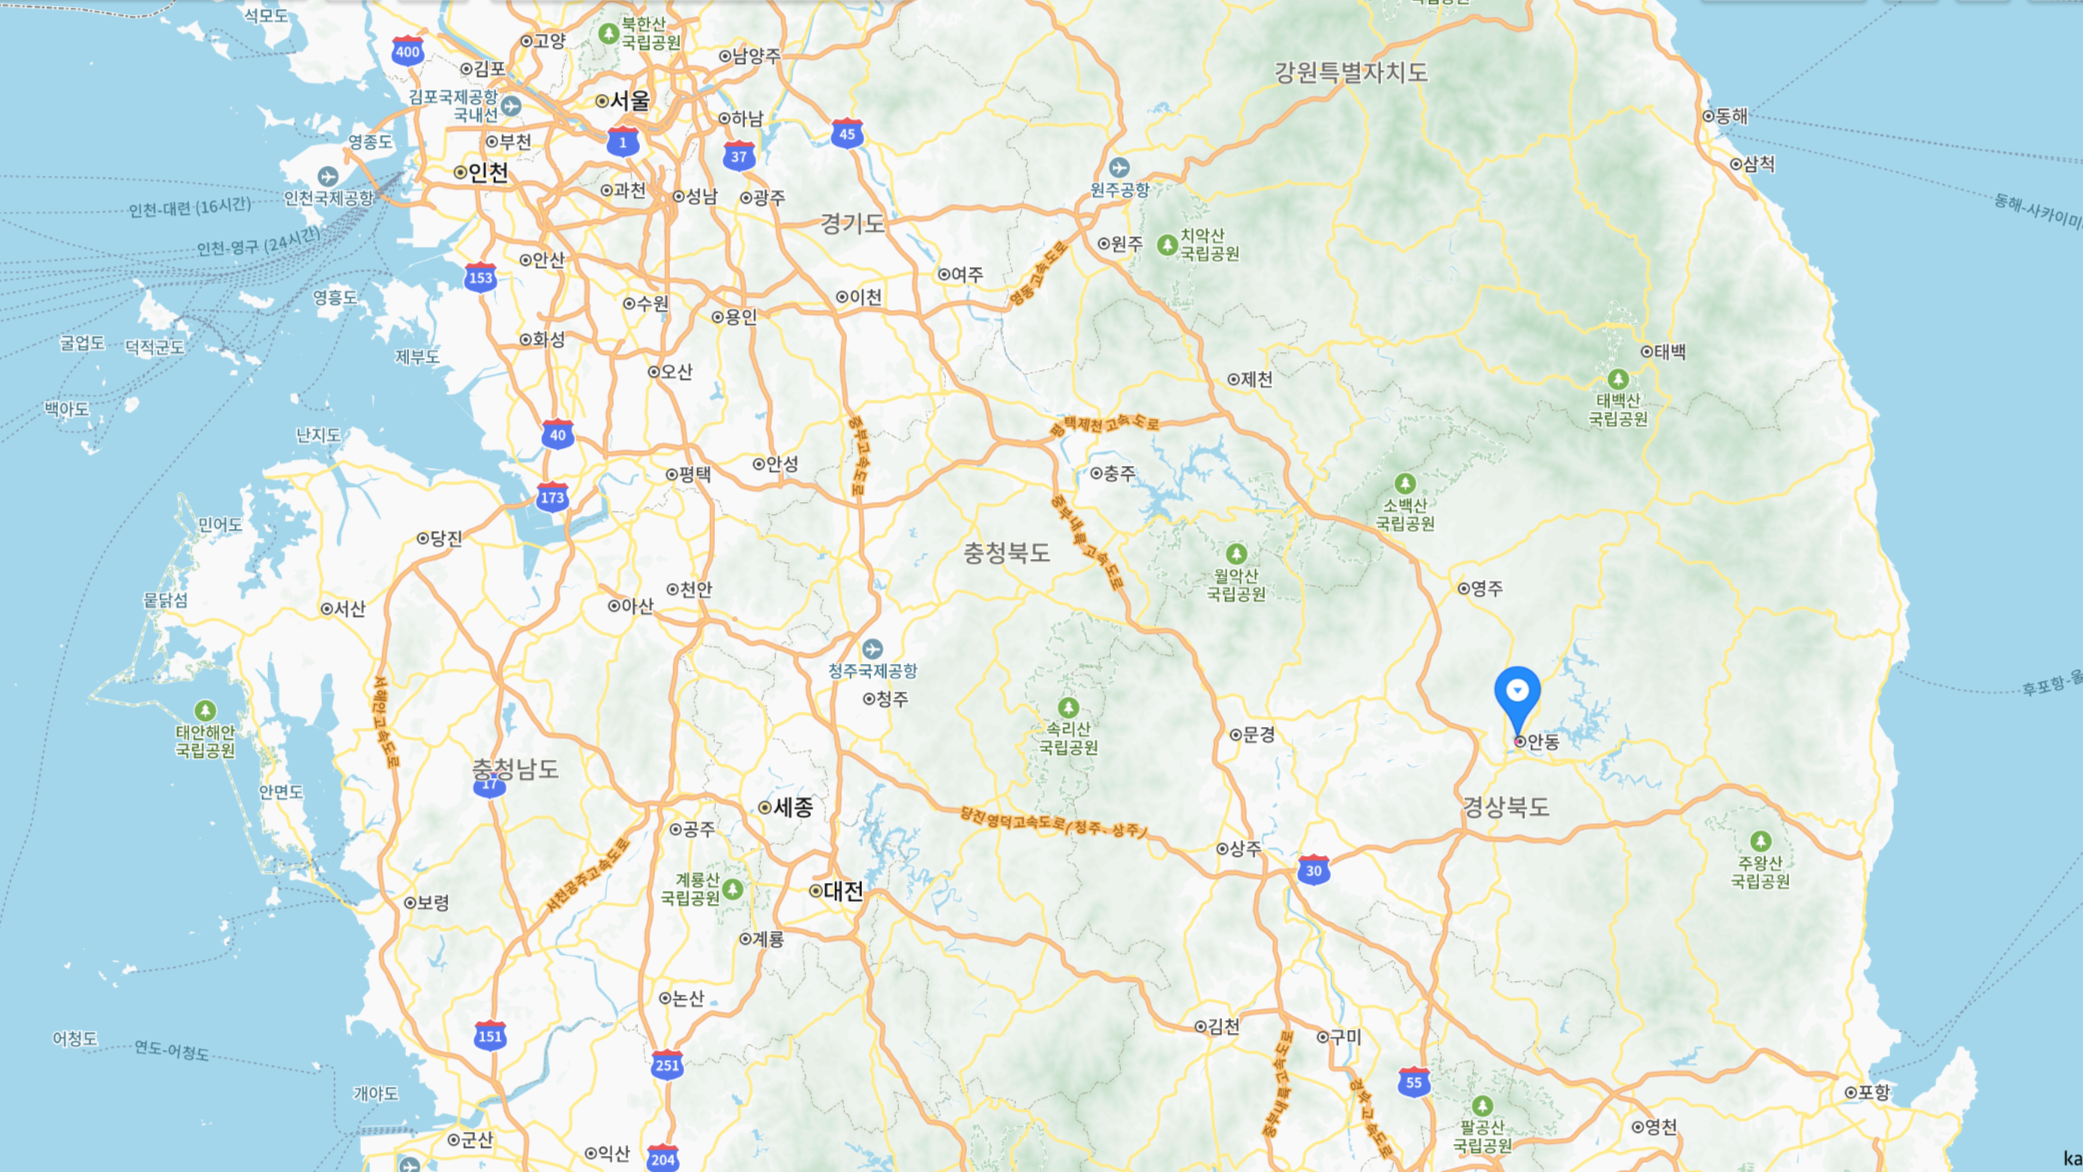 석모도
북한산
국립공원
고양
남양주
400
김포
강원특별자치도
김포국제공항
국내선
서울
동해
하남
영종도
부천
1
45
37
삼척
인천
인천국제공항
과천
성남
광주
원주공항
인천-대련 (16시간)
경기도
동해-사카이미
인천-영구 (24시간)
원주
치악산
국립공원
안산
153
여주
영동고속도로
영흥도
수원
이천
용인
굴업도
덕적군도
화성
제부도
태백
오산
제천
태백산
국립공원
백아도
평택제천고속도로
난지도
40
중부고속도로
안성
평택
충주
173
소백산
국립공원
민어도
당진
중부내륙고속도로
충청북도
월악산
국립공원
영주
천안
뭍닭섬
서산
아산
청주국제공항
청주
후포항-울
서해안고속도로
태안해안
국립공원
속리산
국립공원
문경
안동
충청남도
17
안면도
세종
경상북도
당진영덕고속도로(청주-상주)
공주
상주
30
주왕산
국립공원
서천공주고속도로
계룡산
국립공원
대전
보령
계룡
논산
김천
구미
어청도
연도-어청도
151
251
중부내륙고속도로
경부고속도로
55
개야도
포항
팔공산
국립공원
영천
군산
익산
204
ka